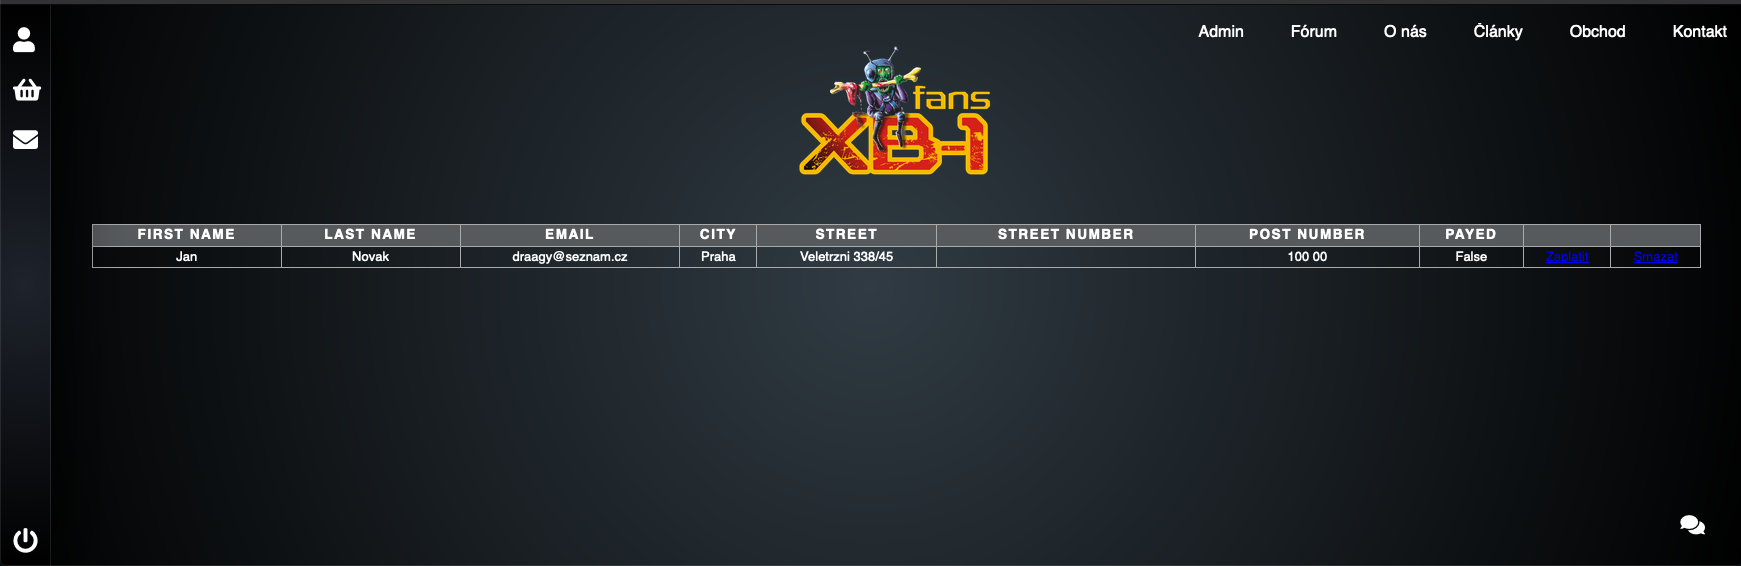 Admin Fórum O nás Články Obchod Kontakt
fans
XB-1
FIRST NAME LAST NAME EMAIL CITY STREET STREET NUMBER POST NUMBER PAYED
Jan Novak draagy@seznam.cz Praha Veletrzni 338/45 100 00 False Zaplatit Smazat